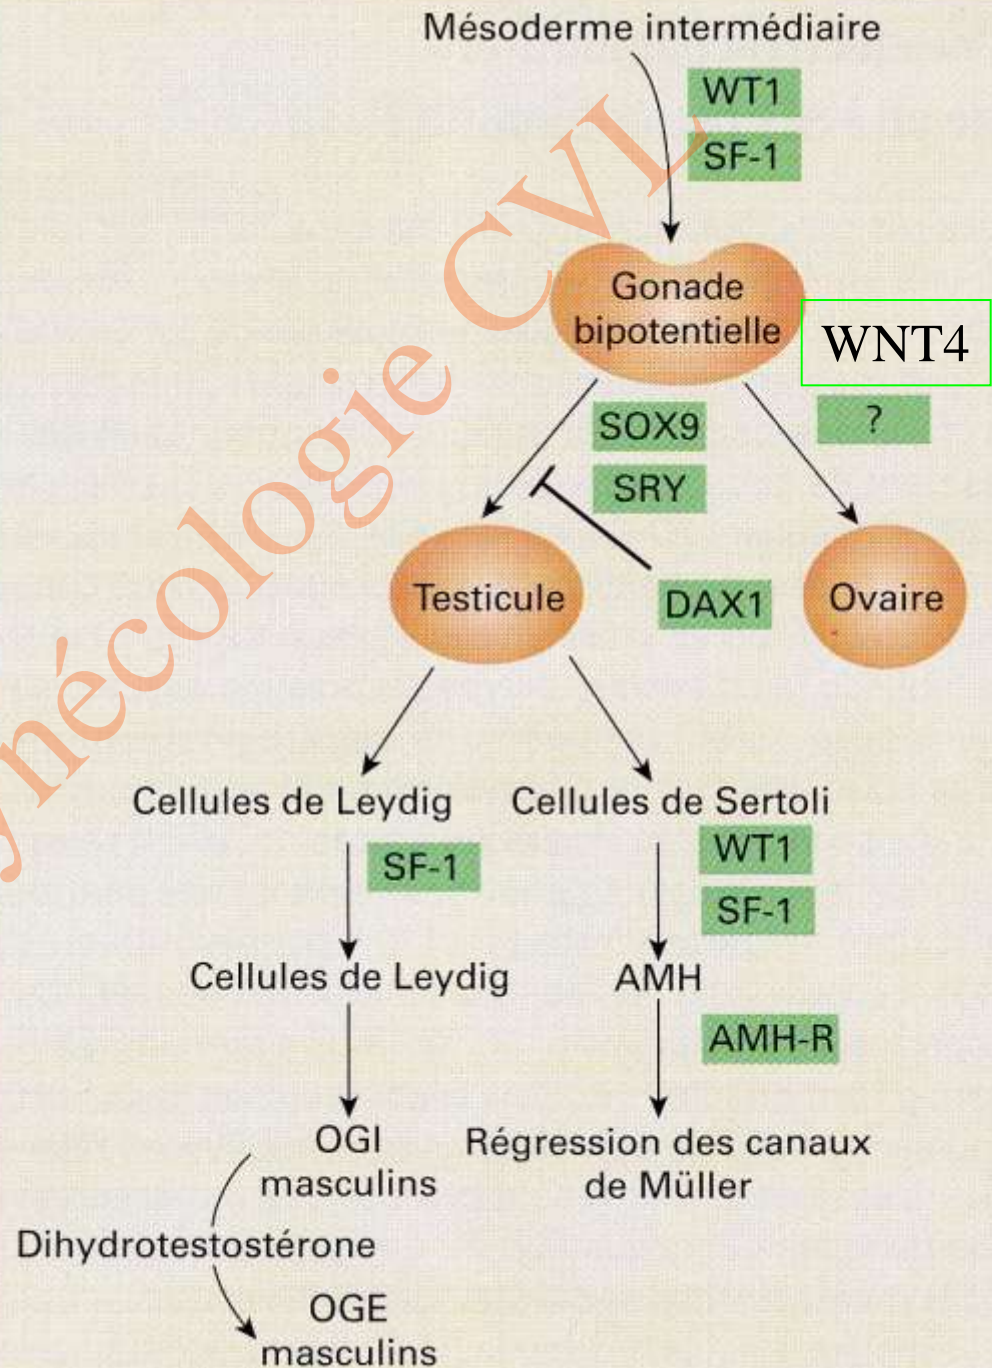 Mésoderme intermédiaire
WT1
SF-1
Gonade
bipotentielle
WNT4
?
SOX9
SRY
DAX1
Testicule
Ovaire
Cellules de Leydig
Cellules de Sertoli
SF-1
WT1
SF-1
Cellules de Leydig
AMH
AMH-R
OGI
masculins
Régression des canaux
de Müller
Dihydrotestostérone
OGE
masculins
ynécologie CVL